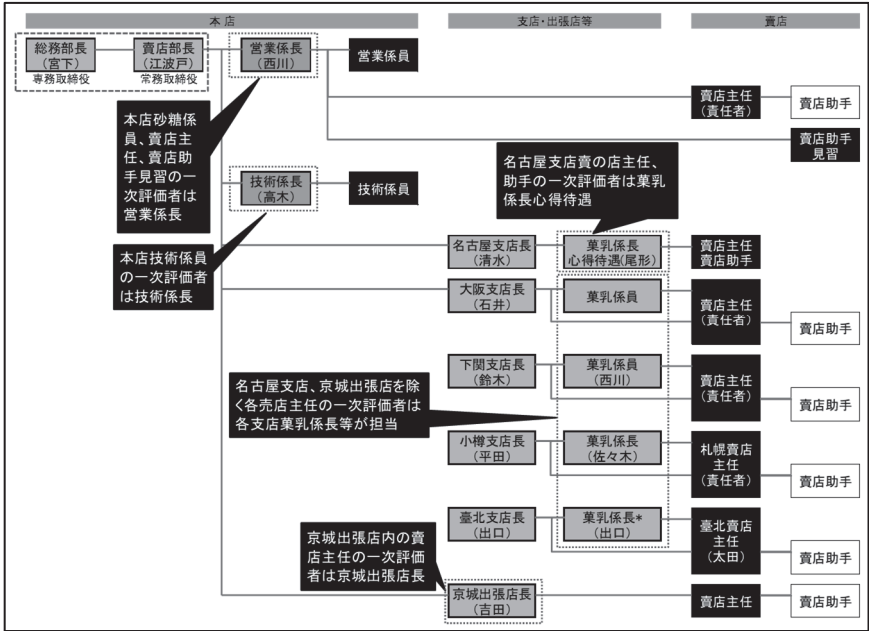 本店
支店・出張店等
賣店
総務部長
(宮下)
専務取締役
賣店部長
(江波戸)
常務取締役
営業係長
(西川)
営業係員
賣店主任
(責任者)
賣店助手
賣店助手
見習
本店砂糖係
員、賣店主
任、賣店助
手見習の一
次評価者は
営業係長
名古屋支店賣の店主任、
助手の一次評価者は菓乳
係長心得待遇
技術係長
(高木)
技術係員
本店技術係員
の一次評価者
は技術係長
名古屋支店長
(清水)
菓乳係長
心得待遇(尾形)
賣店主任
賣店助手
大阪支店長
(石井)
菓乳係員
賣店主任
(責任者)
賣店助手
下関支店長
(鈴木)
菓乳係員
(西川)
賣店主任
(責任者)
賣店助手
名古屋支店、京城出張店を除
く各売店主任の一次評価者は
各支店菓乳係長等が担当
小樽支店長
(平田)
菓乳係長
(佐々木)
札幌賣店
主任
(責任者)
賣店助手
臺北支店長
(出口)
菓乳係長*
(出口)
臺北賣店
主任
(太田)
賣店助手
京城出張店内の賣
店主任の一次評価
者は京城出張店長
京城出張店長
(吉田)
賣店主任
賣店助手